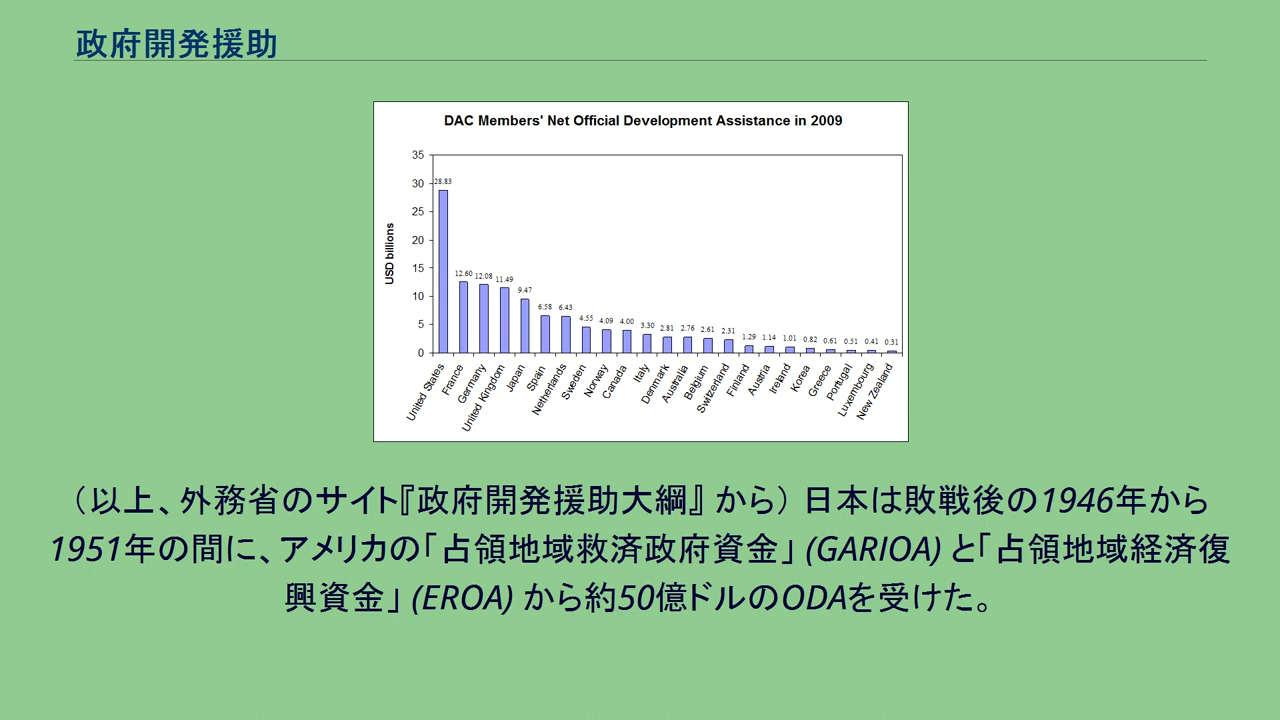 政府開発援助
DAC Members' Net Official Development Assistance in 2009
USD billions
35
30
25
20
15
10
5
0
28.83
12.60
12.08
11.49
9.47
6.58
6.43
4.55
4.09
4.00
3.30
2.81
2.76
2.61
2.31
1.29
1.14
1.01
0.82
0.61
0.51
0.41
0.31
United States
France
Germany
United Kingdom
Japan
Spain
Netherlands
Sweden
Norway
Canada
Italy
Denmark
Australia
Belgium
Switzerland
Finland
Austria
Ireland
Korea
Greece
Portugal
Luxembourg
New Zealand
（以上、外務省のサイト『政府開発援助大綱』 から） 日本は敗戦後の1946年から
1951年の間に、アメリカの「占領地域救済政府資金」 (GARIOA) と「占領地域経済復
興資金」 (EROA) から約50億ドルのODAを受けた。